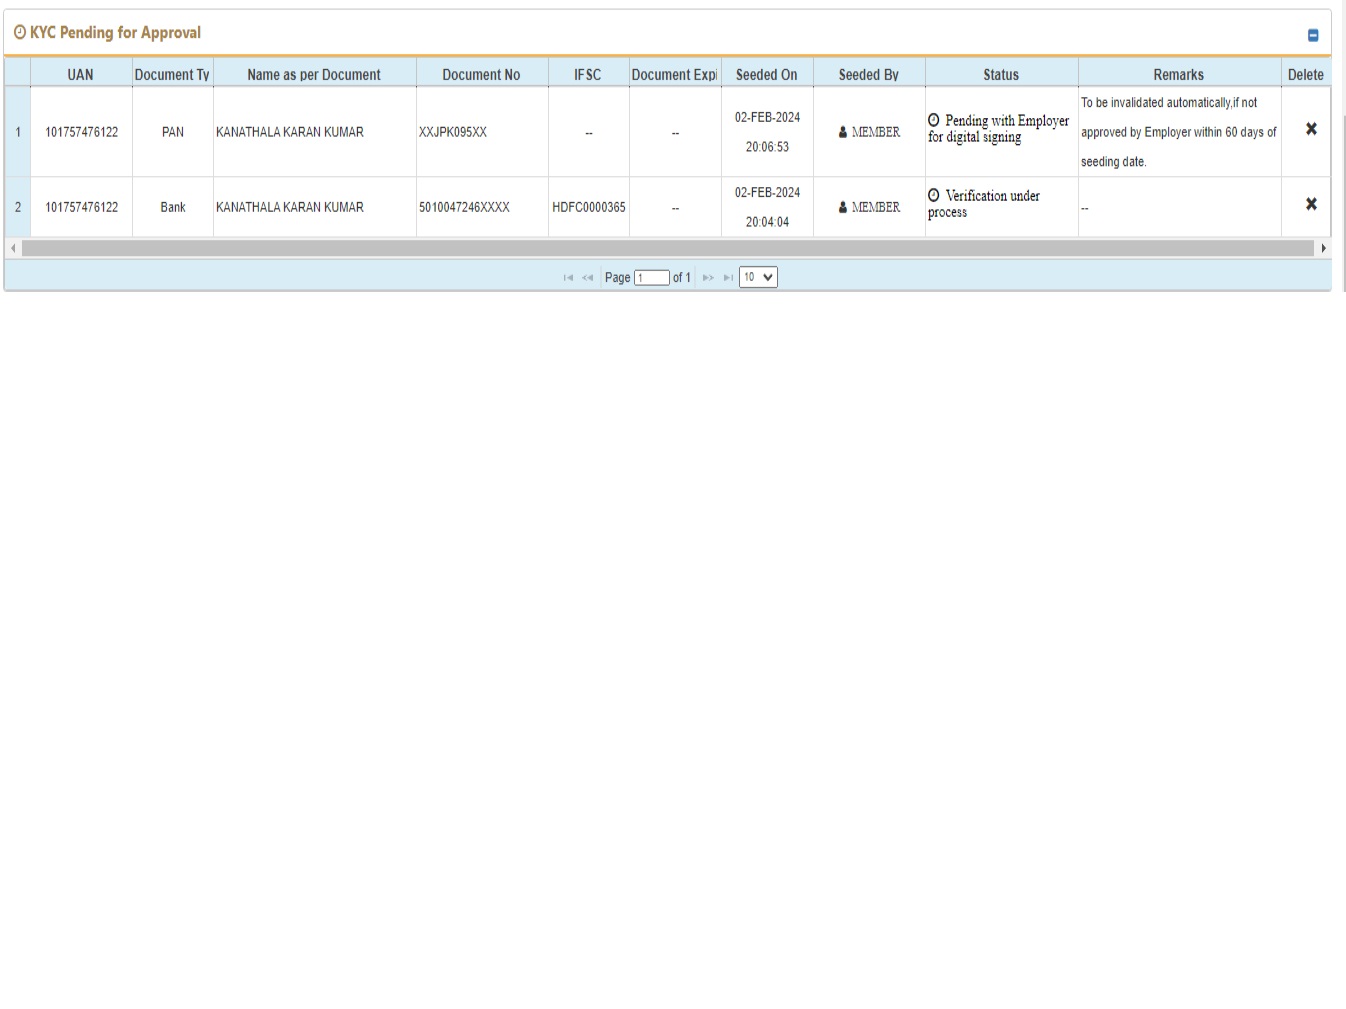 KYC Pending for Approval
UAN Document Ty Name as per Document Document No IFSC Document Expi Seeded On Seeded By Status Remarks Delete
1 101757476122 PAN KANATHALA KARAN KUMAR XXJPK095XX -- -- 02-FEB-2024 20:06:53 MEMBER Pending with Employer for digital signing To be invalidated automatically,if not approved by Employer within 60 days of seeding date.
2 101757476122 Bank KANATHALA KARAN KUMAR 5010047246XXXX HDFC0000365 -- 02-FEB-2024 20:04:04 MEMBER Verification under process --
Page 1 of 1 10